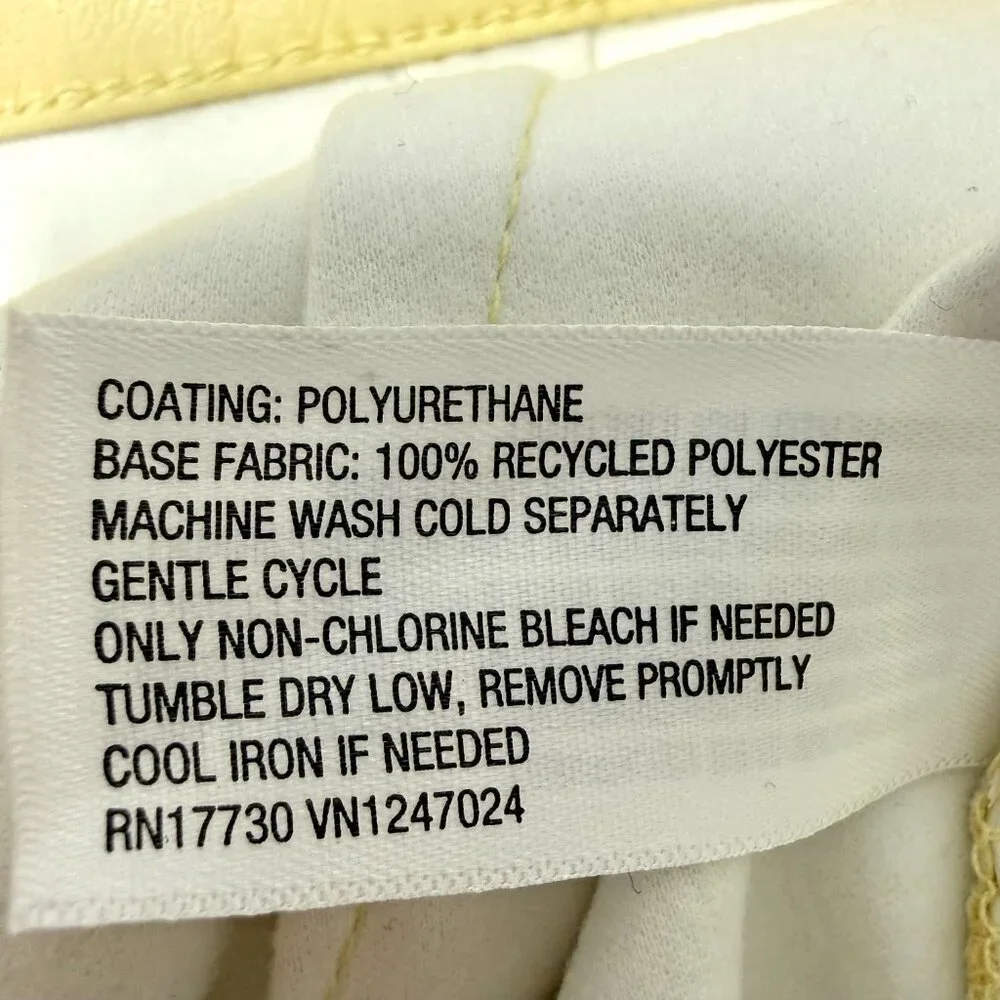 COATING: POLYURETHANE
BASE FABRIC: 100% RECYCLED POLYESTER
MACHINE WASH COLD SEPARATELY
GENTLE CYCLE
ONLY NON-CHLORINE BLEACH IF NEEDED
TUMBLE DRY LOW, REMOVE PROMPTLY
COOL IRON IF NEEDED
RN17730 VN1247024